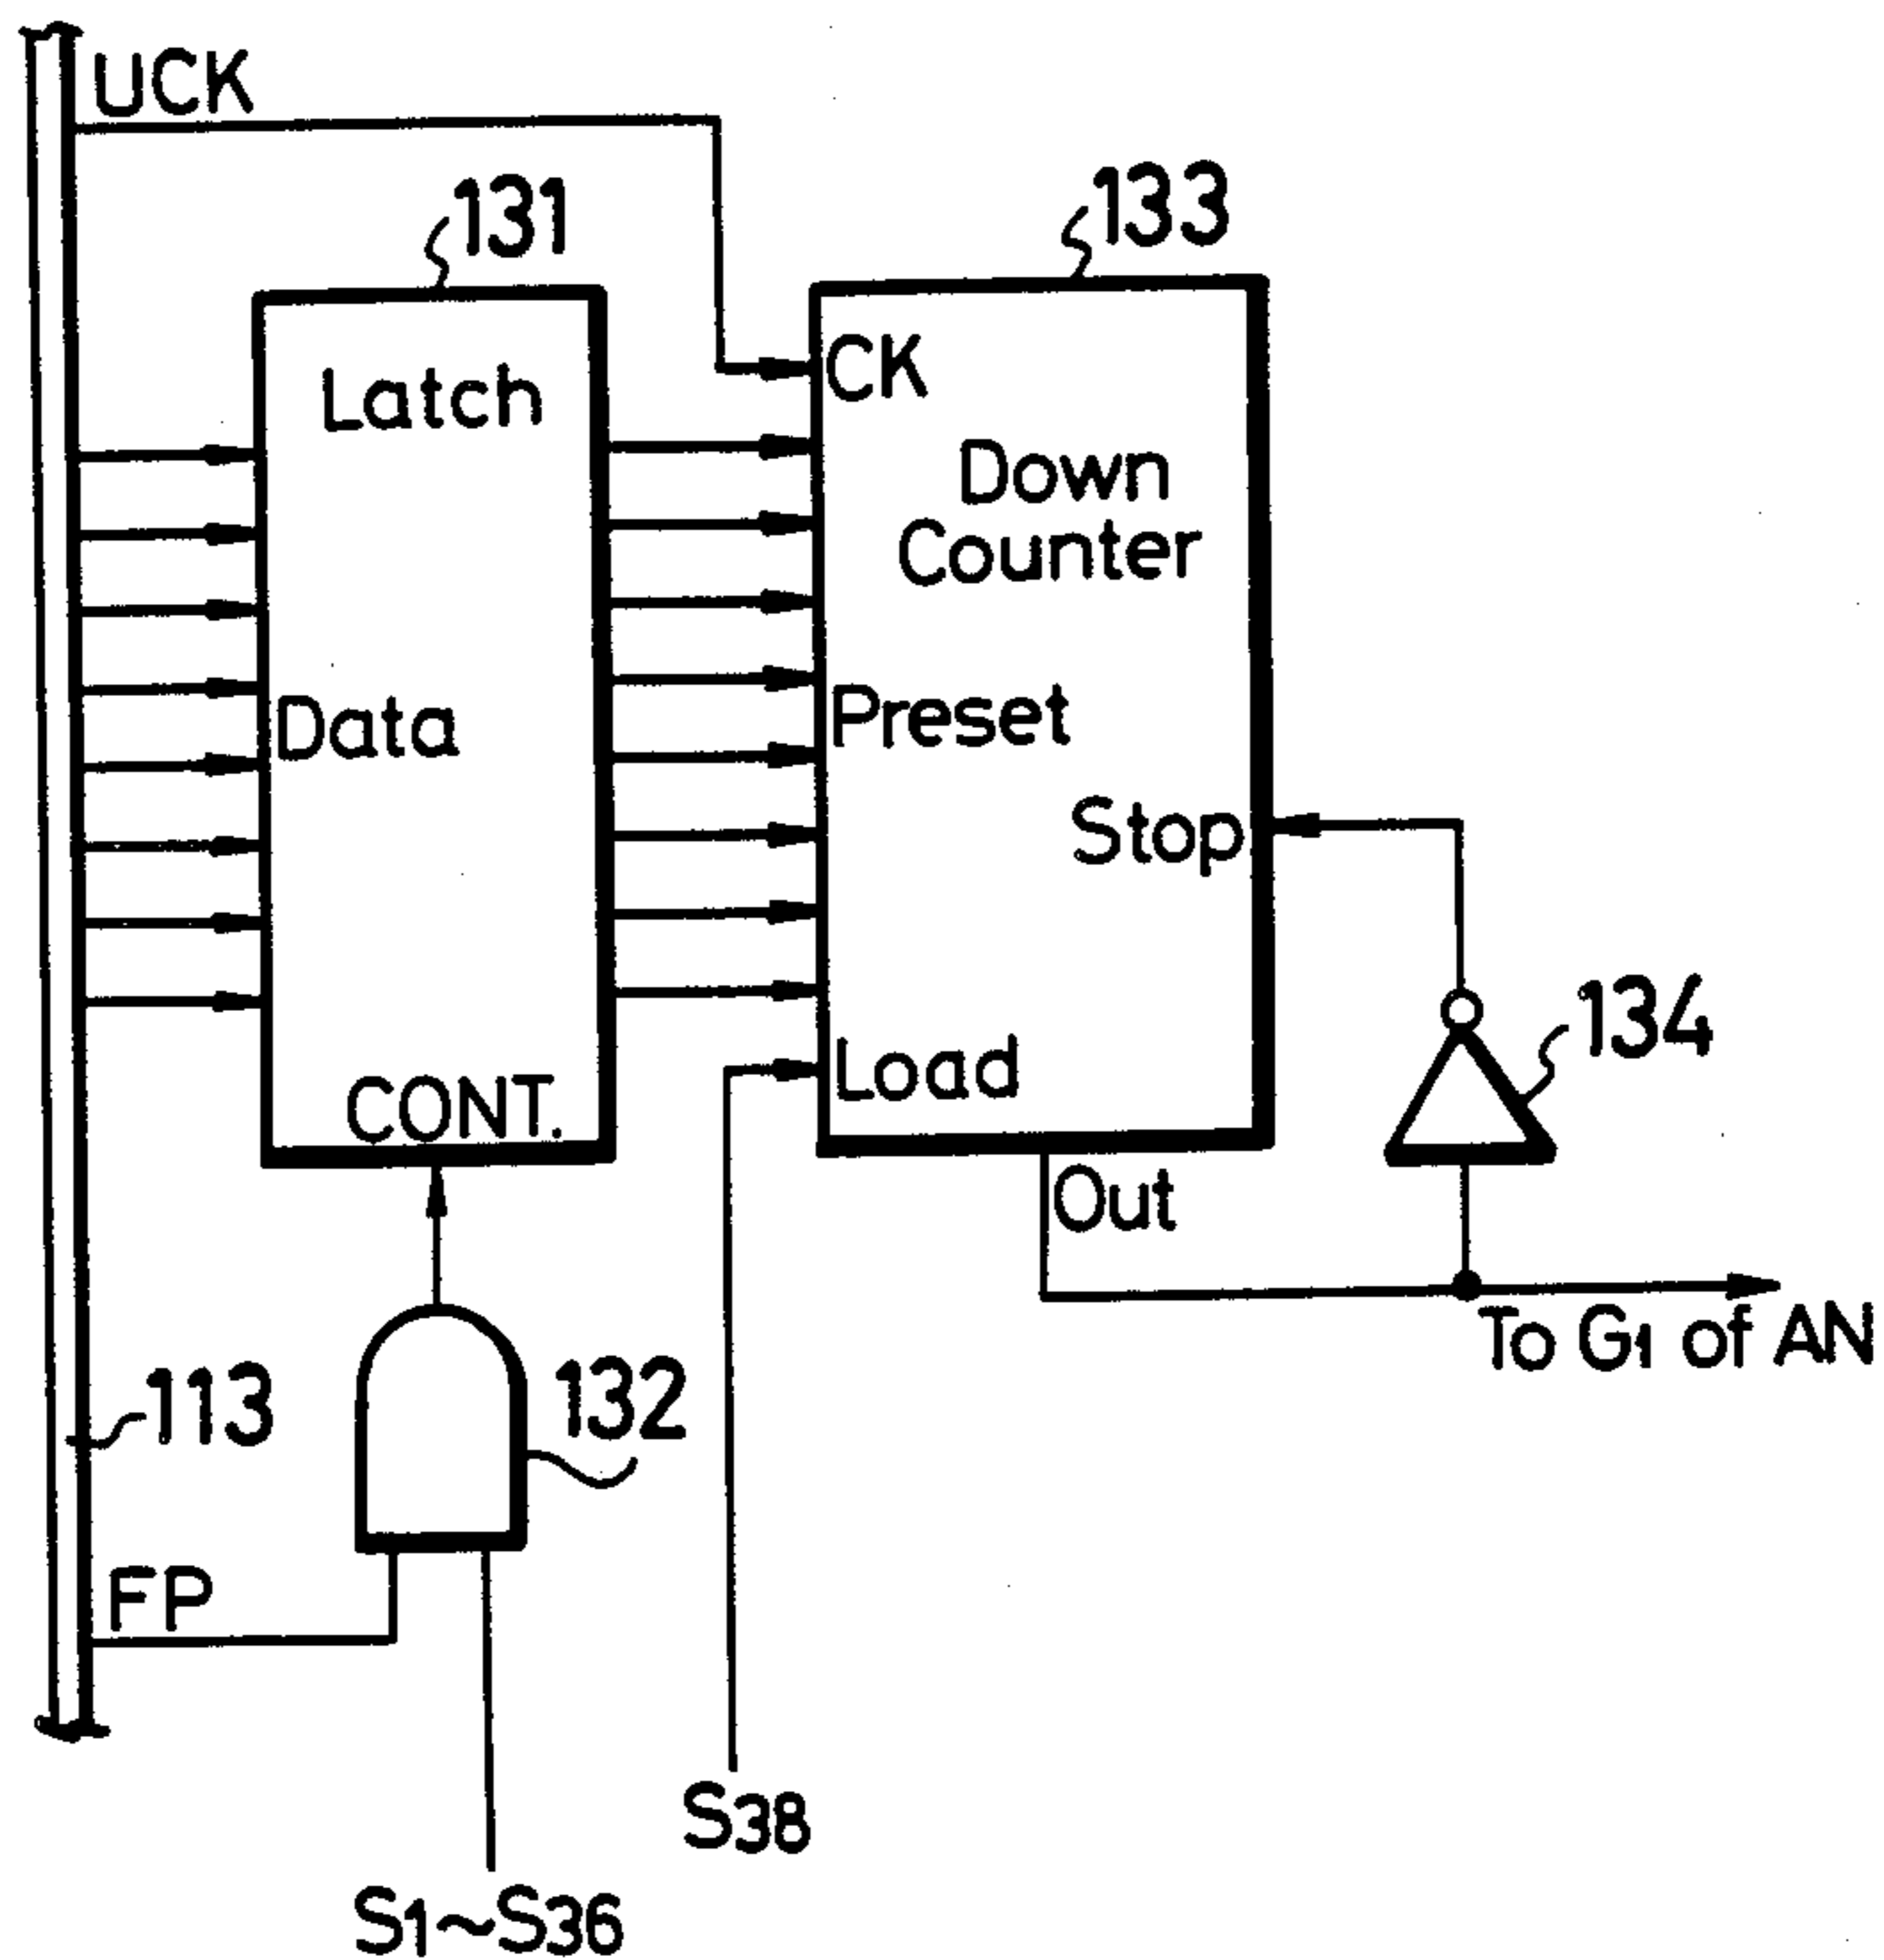 UCK
131
133
Latch
CK
Down
Counter
Data
Preset
Stop
134
Load
CONT.
Out
To G1 of AN
113
132
FP
S38
S1~S36